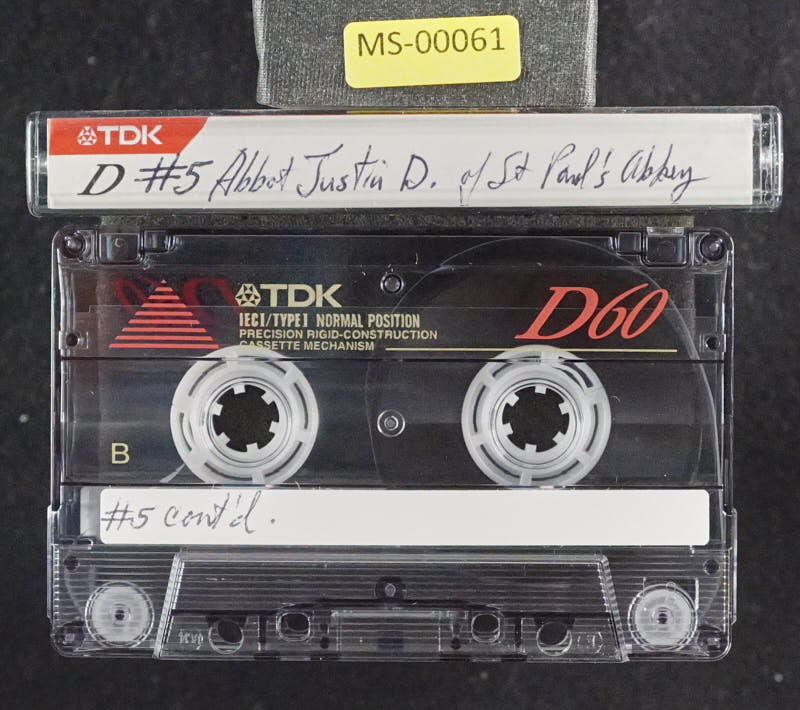 MS-00061
TDK
D #5 Abbot Justin D. of St Paul's Abbey
TDK
D60
IECI/TYPE I NORMAL POSITION
PRECISION RIGID-CONSTRUCTION
CASSETTE MECHANISM
B
#5 cont'd.